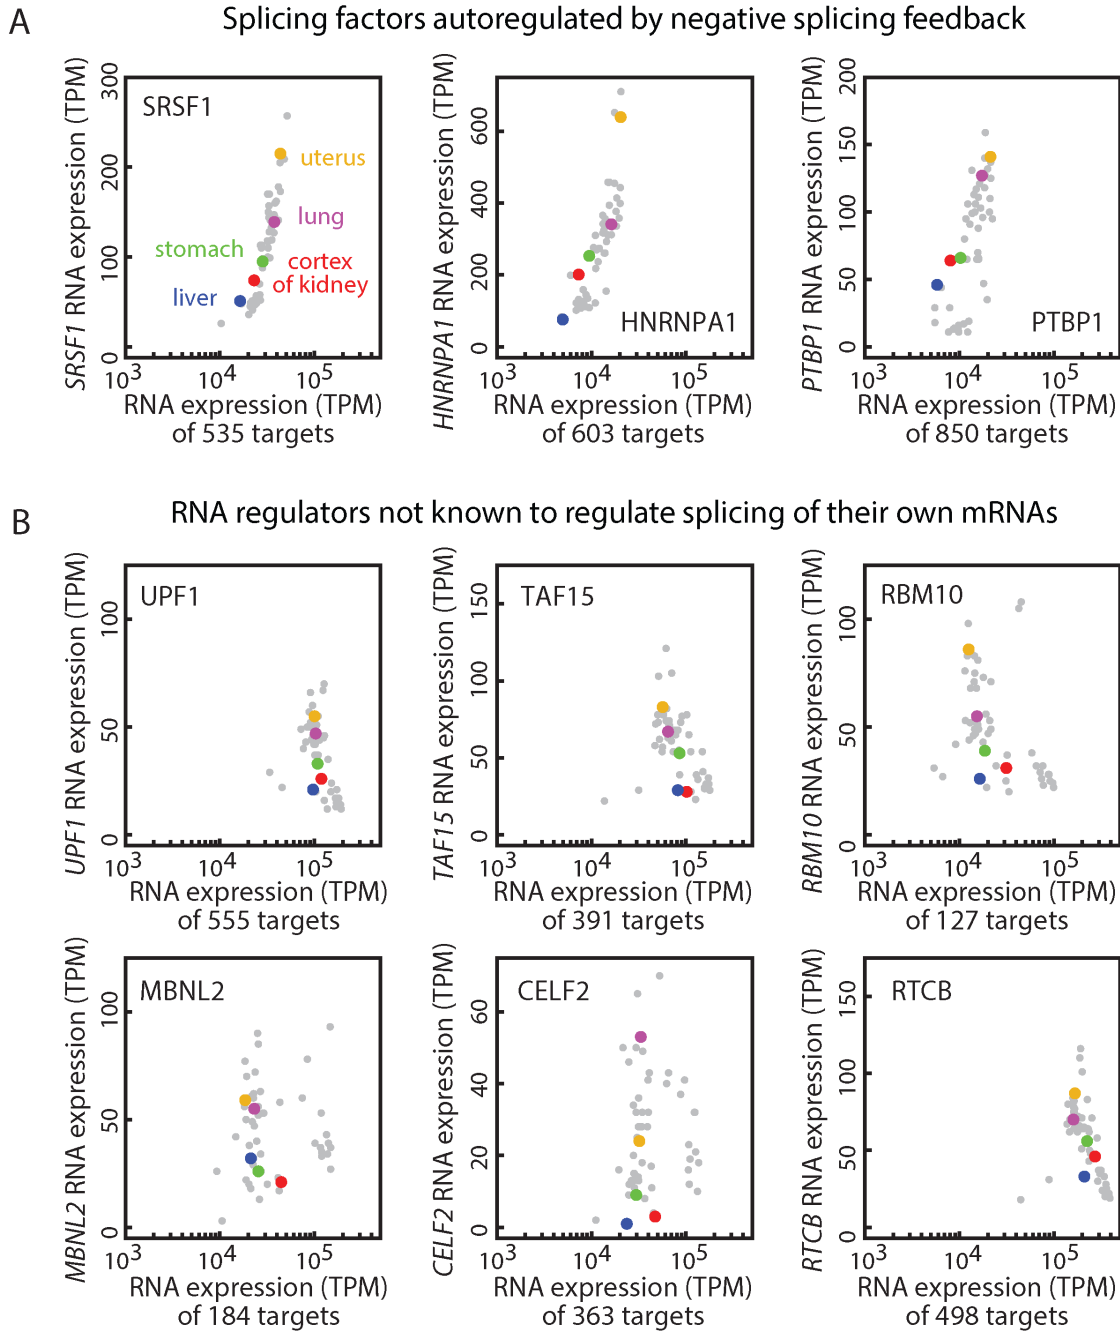 A
Splicing factors autoregulated by negative splicing feedback
SRSF1 RNA expression (TPM)
300
200
100
0
SRSF1
uterus
lung
stomach
cortex
of kidney
liver
10³ 10⁴ 10⁵
RNA expression (TPM)
of 535 targets
HNRNPA1 RNA expression (TPM)
600
400
200
0
HNRNPA1
10³ 10⁴ 10⁵
RNA expression (TPM)
of 603 targets
PTBP1 RNA expression (TPM)
200
150
100
50
0
PTBP1
10³ 10⁴ 10⁵
RNA expression (TPM)
of 850 targets
B
RNA regulators not known to regulate splicing of their own mRNAs
UPF1 RNA expression (TPM)
100
50
0
UPF1
10³ 10⁴ 10⁵
RNA expression (TPM)
of 555 targets
TAF15 RNA expression (TPM)
150
100
50
0
TAF15
10³ 10⁴ 10⁵
RNA expression (TPM)
of 391 targets
RBM10 RNA expression (TPM)
100
50
0
RBM10
10³ 10⁴ 10⁵
RNA expression (TPM)
of 127 targets
MBNL2 RNA expression (TPM)
100
50
0
MBNL2
10³ 10⁴ 10⁵
RNA expression (TPM)
of 184 targets
CELF2 RNA expression (TPM)
60
40
20
0
CELF2
10³ 10⁴ 10⁵
RNA expression (TPM)
of 363 targets
RTCB RNA expression (TPM)
150
100
50
0
RTCB
10³ 10⁴ 10⁵
RNA expression (TPM)
of 498 targets